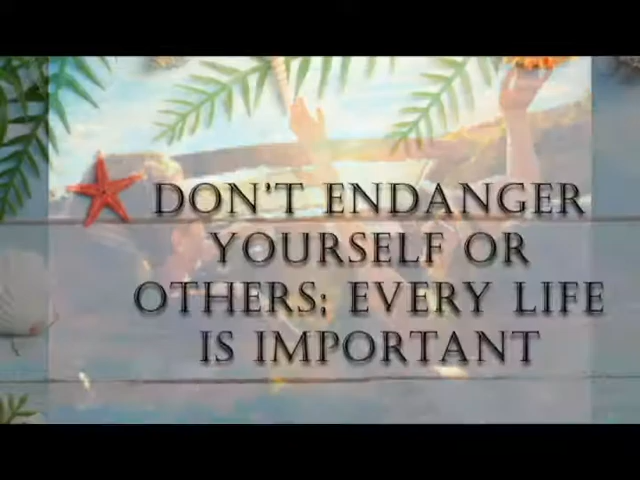 DON'T ENDANGER
YOURSELF OR
OTHERS; EVERY LIFE
IS IMPORTANT